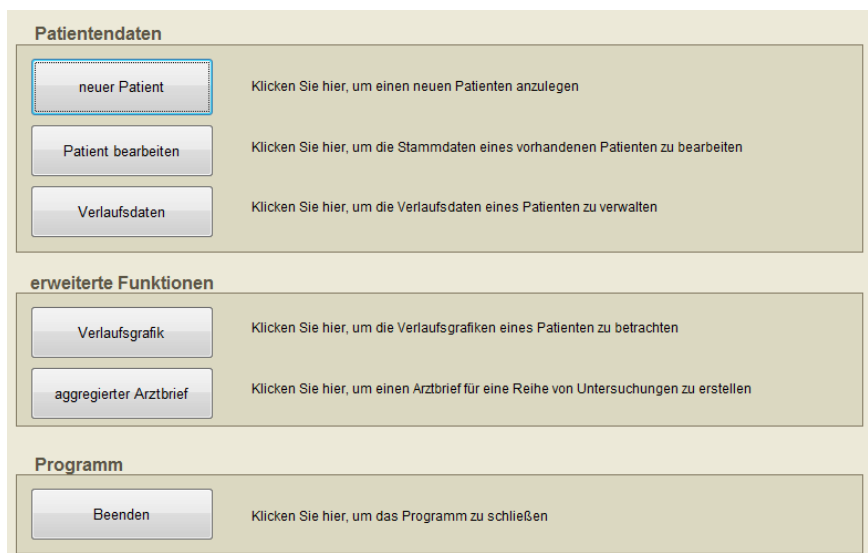 Patientendaten
neuer Patient Klicken Sie hier, um einen neuen Patienten anzulegen
Patient bearbeiten Klicken Sie hier, um die Stammdaten eines vorhandenen Patienten zu bearbeiten
Verlaufsdaten Klicken Sie hier, um die Verlaufsdaten eines Patienten zu verwalten
erweiterte Funktionen
Verlaufsgrafik Klicken Sie hier, um die Verlaufsgrafiken eines Patienten zu betrachten
aggregierter Arztbrief Klicken Sie hier, um einen Arztbrief für eine Reihe von Untersuchungen zu erstellen
Programm
Beenden Klicken Sie hier, um das Programm zu schließen